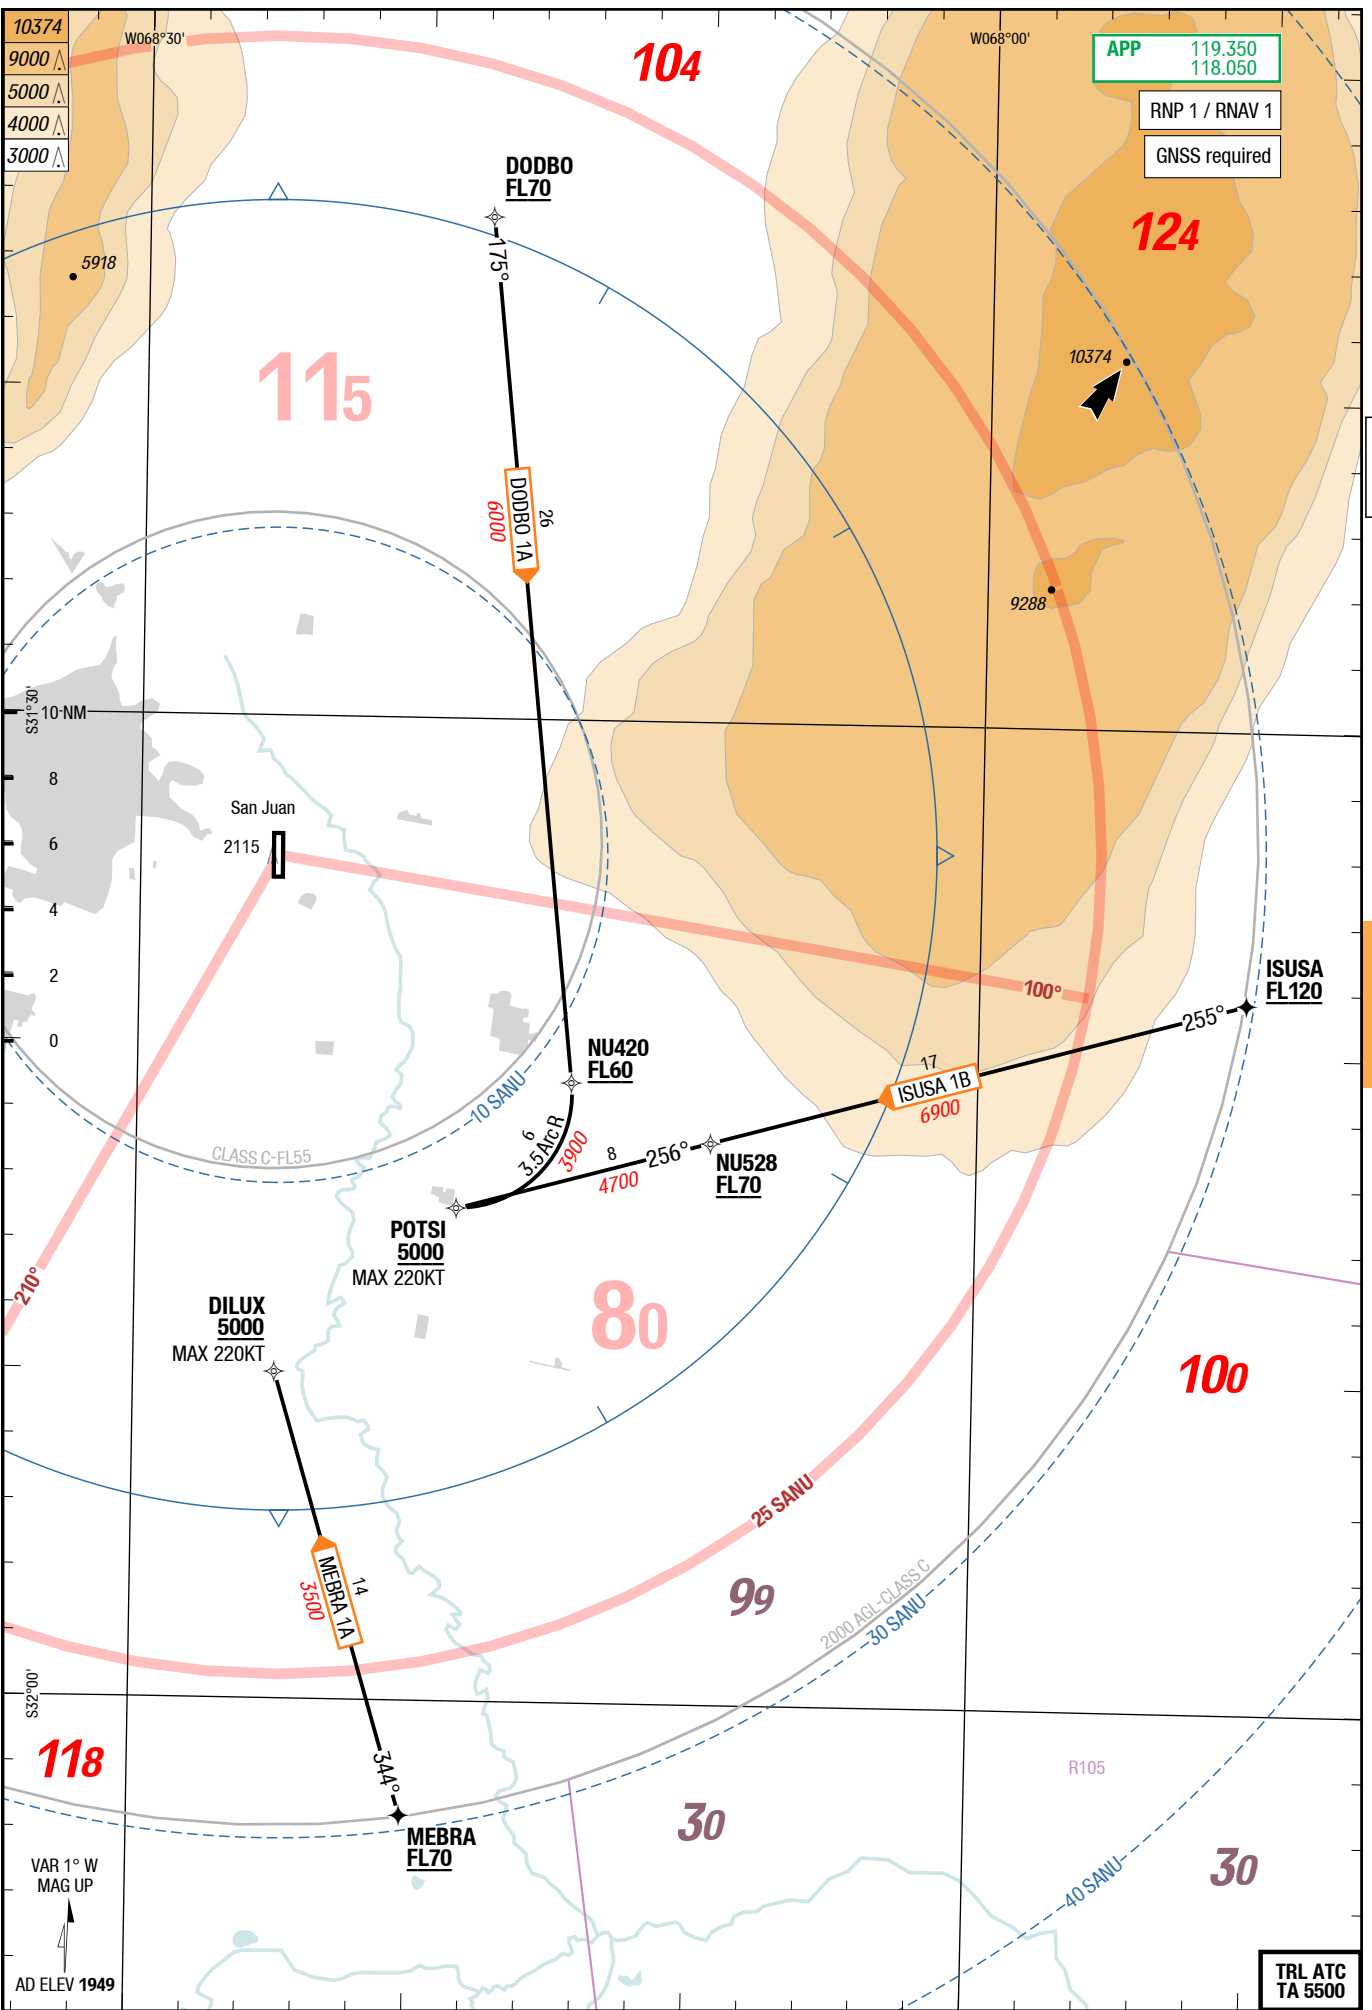 10374
9000
5000
4000
3000
W068°30'
104
W068°00'
APP 119.350
118.050
RNP 1 / RNAV 1
GNSS required
DODBO
FL70
175°
124
5918
10374
115
DODBO 1A
26
6000
9288
S31°30'
10 NM
8
6
4
2
0
San Juan
2115
100°
ISUSA
FL120
255°
NU420
FL60
10 SANU
17
ISUSA 1B
6900
6
3.5 Arc R
3900
8
256°
4700
NU528
FL70
CLASS C-FL55
POTSI
5000
MAX 220KT
210°
DILUX
5000
MAX 220KT
80
100
25 SANU
MEBRA 1A
14
3500
99
2000 AGL-CLASS C
30 SANU
S32°00'
118
344°
R105
MEBRA
FL70
30
30
40 SANU
VAR 1° W
MAG UP
AD ELEV 1949
TRL ATC
TA 5500